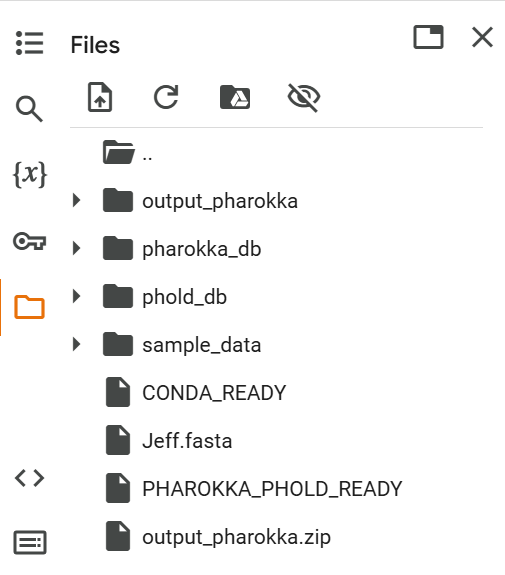 Files
{x}
..
output_pharokka
pharokka_db
phold_db
sample_data
CONDA_READY
Jeff.fasta
PHAROKKA_PHOLD_READY
output_pharokka.zip